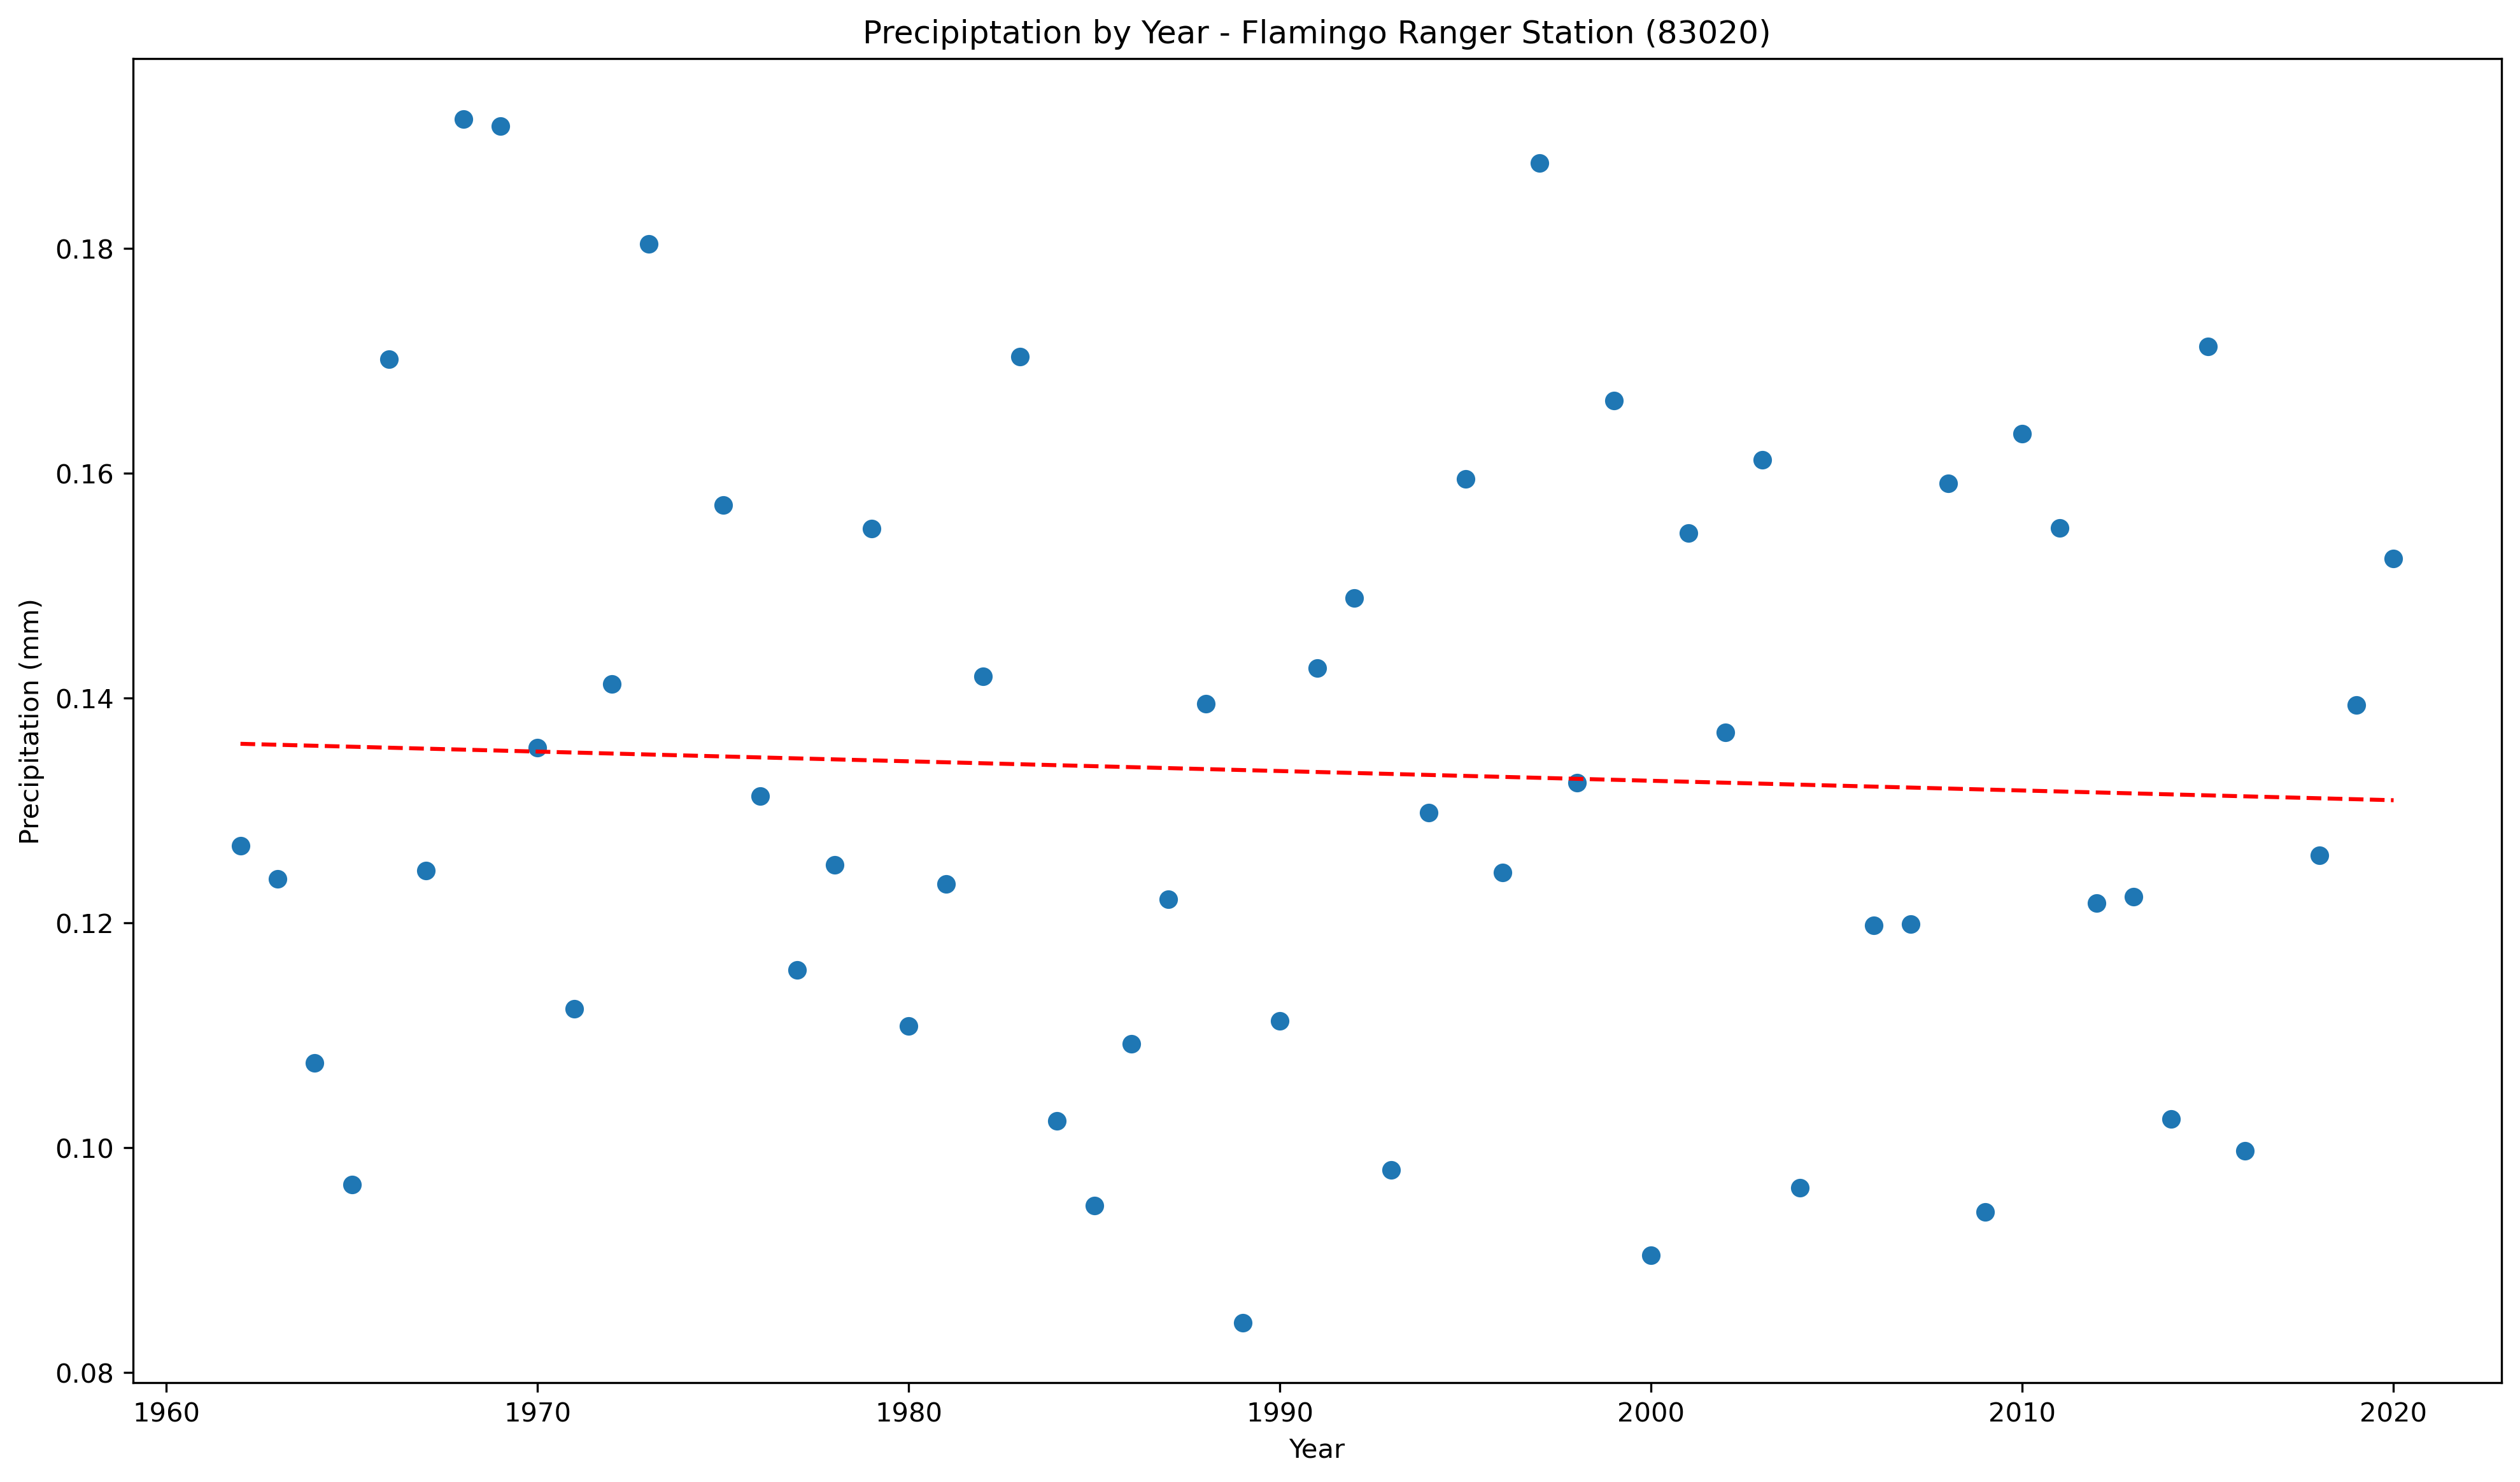 Precipiptation by Year - Flamingo Ranger Station (83020)
0.18
0.16
0.14
0.12
0.10
0.08
Precipitation (mm)
1960 1970 1980 1990 2000 2010 2020
Year